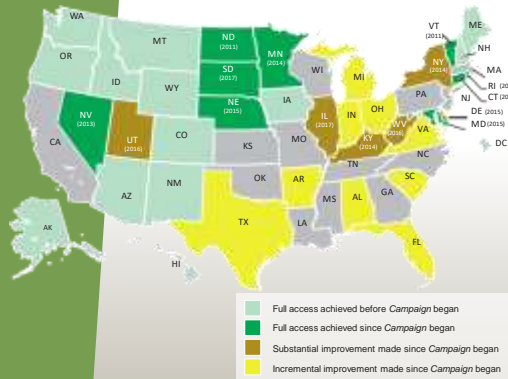 WA
OR
CA
AK
ID
NV
(2013)
MT
WY
UT
(2016)
AZ
CO
NM
HI
ND
(2011)
SD
(2017)
NE
(2015)
KS
OK
TX
MN
(2014)
IA
MO
AR
LA
WI
IL
(2017)
MS
MI
IN
KY
(2014)
TN
AL
OH
WV
(2016)
GA
FL
SC
NC
VA
PA
NY
(2014)
VT
(2011)
ME
NH
MA
RI (20
CT (20
NJ
DE (2015)
MD (2015)
DC
Full access achieved before Campaign began
Full access achieved since Campaign began
Substantial improvement made since Campaign began
Incremental improvement made since Campaign began